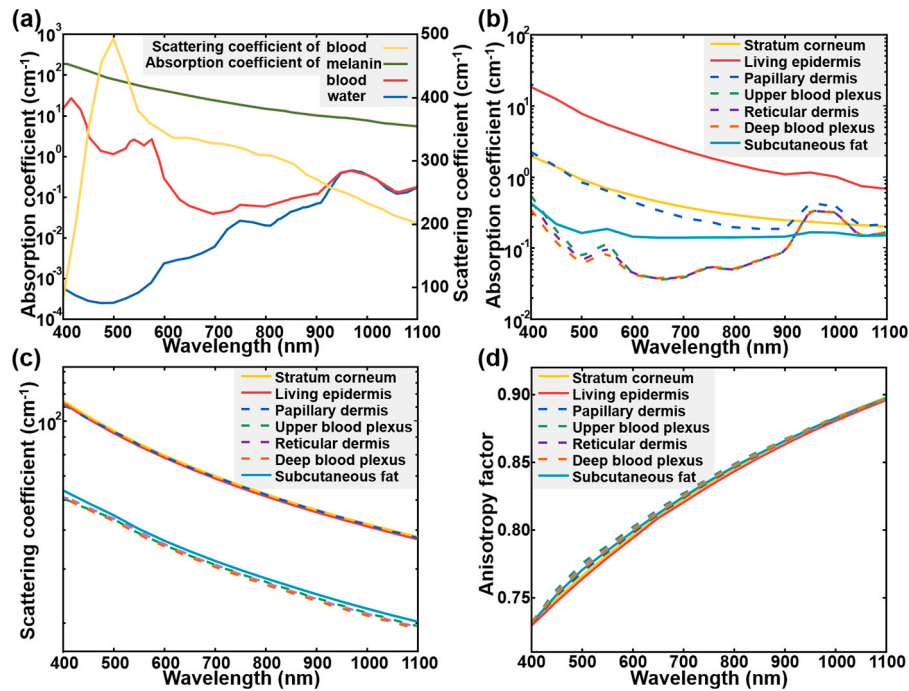 (a)
Absorption coefficient (cm⁻¹)
10³
10²
10¹
10⁰
10⁻¹
10⁻²
10⁻³
10⁻⁴
Scattering coefficient of blood
Absorption coefficient of melanin
blood
water
500
400
300
200
100
Scattering coefficient (cm⁻¹)
400 500 600 700 800 900 1000 1100
Wavelength (nm)
(b)
Absorption coefficient (cm⁻¹)
10²
10¹
10⁰
10⁻¹
10⁻²
Stratum corneum
Living epidermis
Papillary dermis
Upper blood plexus
Reticular dermis
Deep blood plexus
Subcutaneous fat
400 500 600 700 800 900 1000 1100
Wavelength (nm)
(c)
Scattering coefficient (cm⁻¹)
10²
Stratum corneum
Living epidermis
Papillary dermis
Upper blood plexus
Reticular dermis
Deep blood plexus
Subcutaneous fat
400 500 600 700 800 900 1000 1100
Wavelength (nm)
(d)
Anisotropy factor
0.90
0.85
0.80
0.75
Stratum corneum
Living epidermis
Papillary dermis
Upper blood plexus
Reticular dermis
Deep blood plexus
Subcutaneous fat
400 500 600 700 800 900 1000 1100
Wavelength (nm)